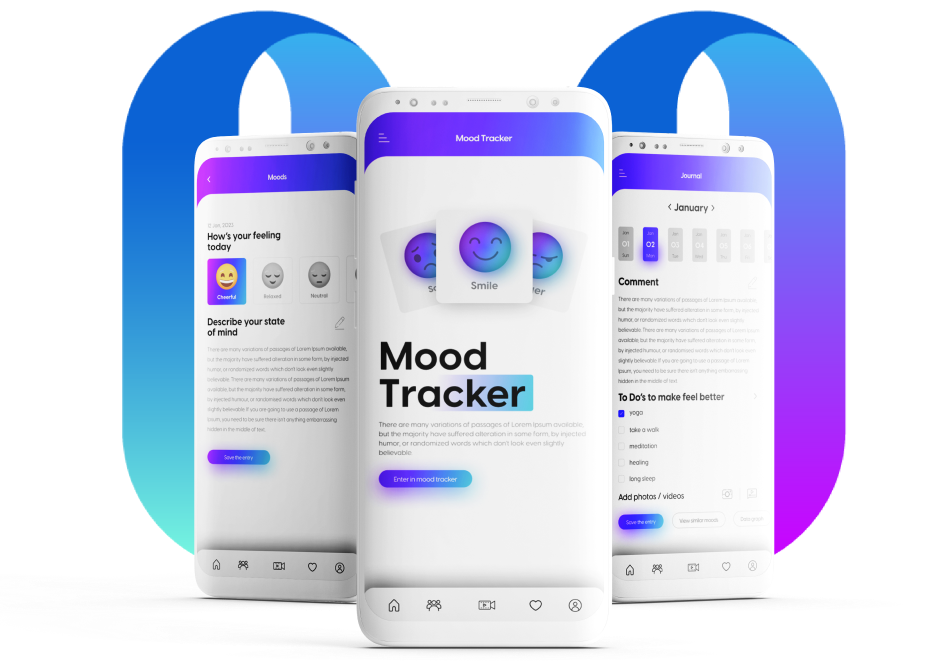 Moods
How's your feeling
today
Cheerful
Relaxed
Neutral
Describe your state
of mind
There are many variations of passages of Lorem Ipsum available,
but the majority have suffered alteration in some form, by injected
humor, or randomized words which don't look even slightly
believable. There are many variations of passages of Lorem Ipsum
available, but the majority have suffered alteration in some form,
by injected humour, or randomised words which don't look even
slightly believable. If you are going to use a passage of Lorem
Ipsum, you need to be sure there isn't anything embarrassing
hidden in the middle of text.
Save the entry
Mood Tracker
Smile
Mood
Tracker
There are many variations of passages of Lorem Ipsum available,
but the majority have suffered alteration in some form, by injected
humor, or randomized words which don't look even slightly
believable.
Enter in mood tracker
Journal
< January >
Jan Jan
01 02 03 04 05
Sun Mon Tue Wed
Comment
There are many variations of passages of Lorem Ipsum available,
but the majority have suffered alteration in some form, by injected
humor, or randomized words which don't look even slightly
believable. There are many variations of passages of Lorem Ipsum
available, but the majority have suffered alteration in some form,
by injected humour, or randomised words which don't look even
slightly believable. If you are going to use a passage of Lorem
Ipsum, you need to be sure there isn't anything embarrassing
hidden in the middle of text.
To Do's to make feel better
yoga
take a walk
meditation
healing
long sleep
Add photos / videos
Save the entry
View similar moods
Data graph